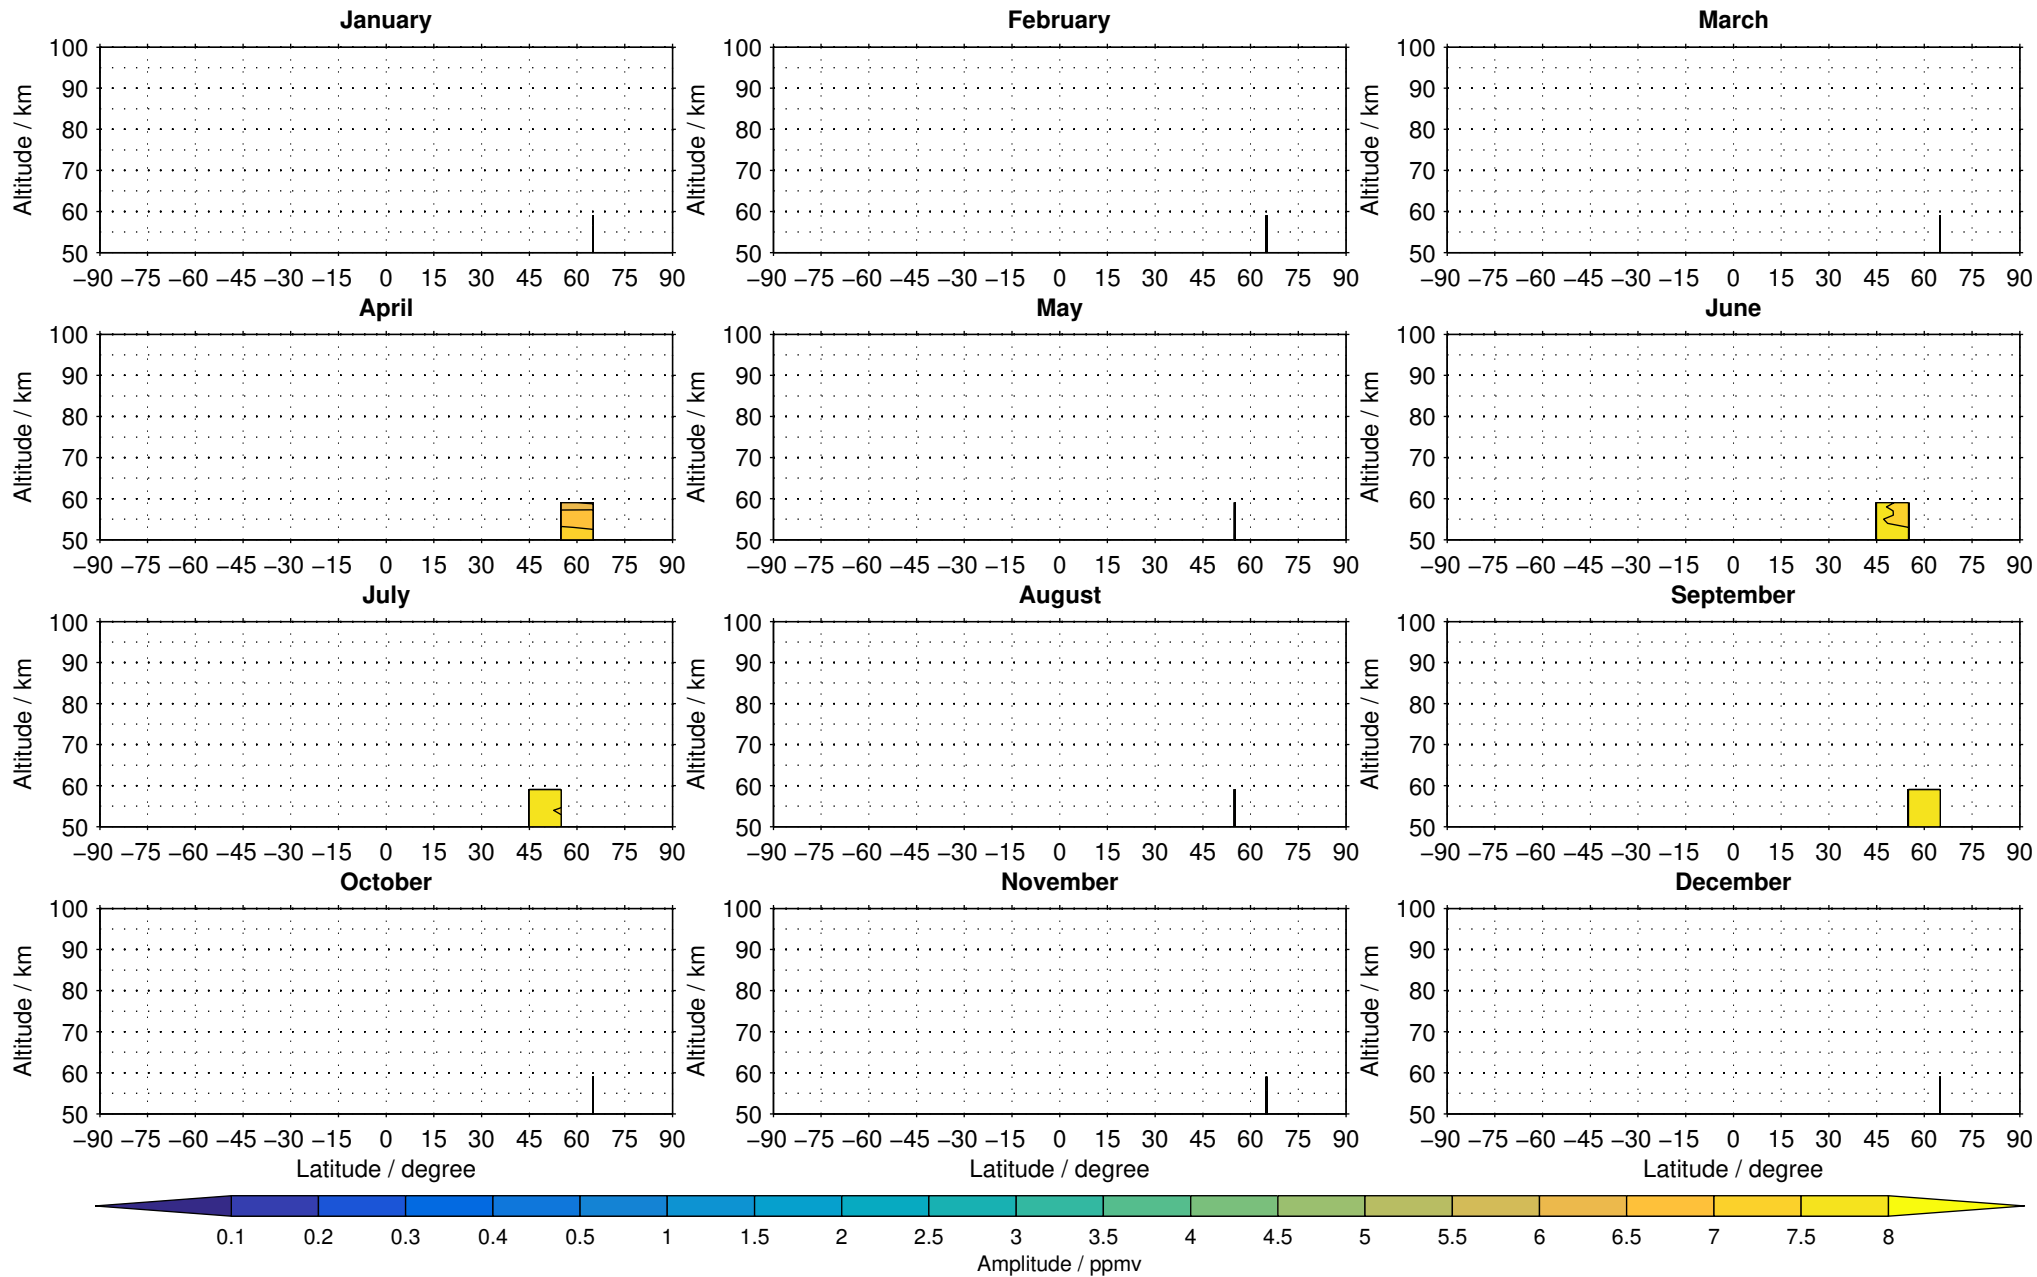 January February March
100 100 100
Altitude / km 90 Altitude / km 90 Altitude / km 90
80 80 80
70 70 70
60 60 60
50 50 50
−90 −75 −60 −45 −30 −15 0 15 30 45 60 75 90 −90 −75 −60 −45 −30 −15 0 15 30 45 60 75 90 −90 −75 −60 −45 −30 −15 0 15 30 45 60 75 90
April May June
100 100 100
Altitude / km 90 Altitude / km 90 Altitude / km 90
80 80 80
70 70 70
60 60 60
50 50 50
−90 −75 −60 −45 −30 −15 0 15 30 45 60 75 90 −90 −75 −60 −45 −30 −15 0 15 30 45 60 75 90 −90 −75 −60 −45 −30 −15 0 15 30 45 60 75 90
July August September
100 100 100
Altitude / km 90 Altitude / km 90 Altitude / km 90
80 80 80
70 70 70
60 60 60
50 50 50
−90 −75 −60 −45 −30 −15 0 15 30 45 60 75 90 −90 −75 −60 −45 −30 −15 0 15 30 45 60 75 90 −90 −75 −60 −45 −30 −15 0 15 30 45 60 75 90
October November December
100 100 100
Altitude / km 90 Altitude / km 90 Altitude / km 90
80 80 80
70 70 70
60 60 60
50 50 50
−90 −75 −60 −45 −30 −15 0 15 30 45 60 75 90 −90 −75 −60 −45 −30 −15 0 15 30 45 60 75 90 −90 −75 −60 −45 −30 −15 0 15 30 45 60 75 90
Latitude / degree Latitude / degree Latitude / degree
0.1 0.2 0.3 0.4 0.5 1 1.5 2 2.5 3 3.5 4 4.5 5 5.5 6 6.5 7 7.5 8
Amplitude / ppmv